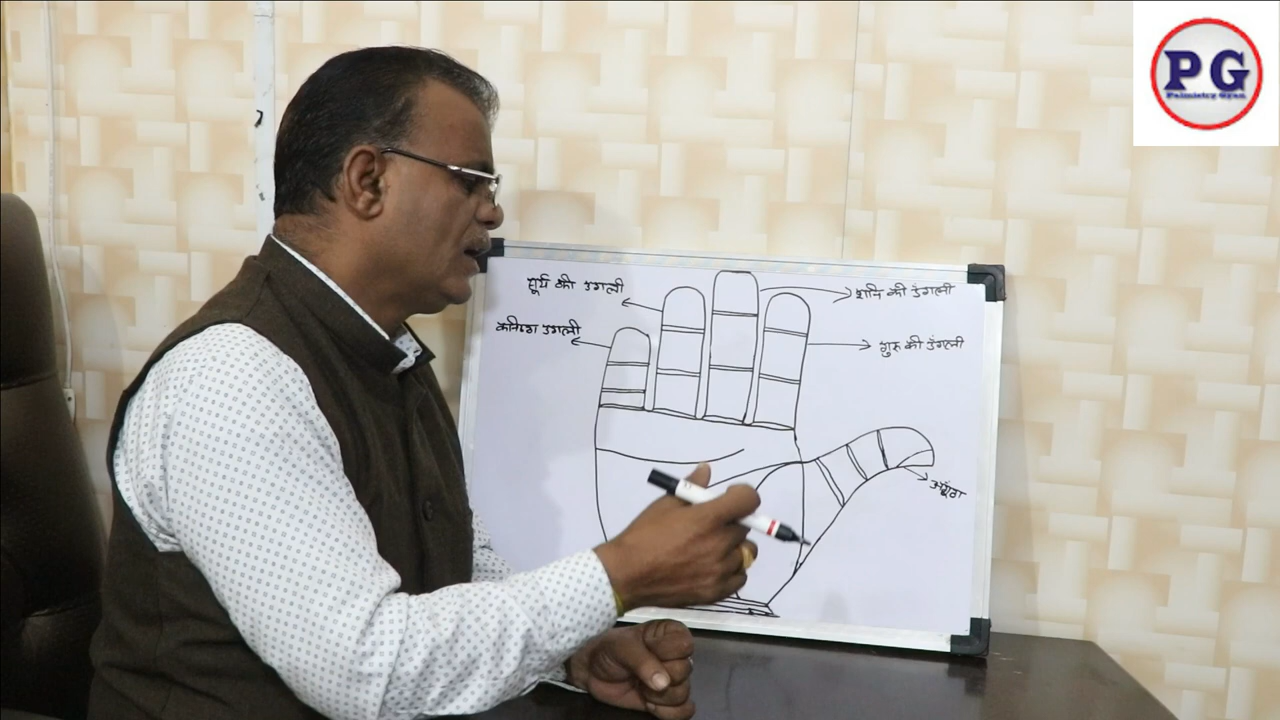 PG
Palmistry Gyan
सूर्य की उंगली
शनि की उंगली
कनिष्ठा उंगली
गुरू की उंगली
अंगूठा